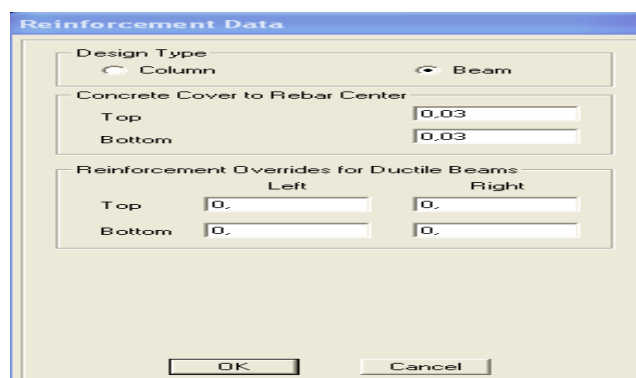 Reinforcement Data
Design Type
Column Beam
Concrete Cover to Rebar Center
Top 0,03
Bottom 0,03
Reinforcement Overrides for Ductile Beams
Left Right
Top 0, 0,
Bottom 0, 0,
OK Cancel